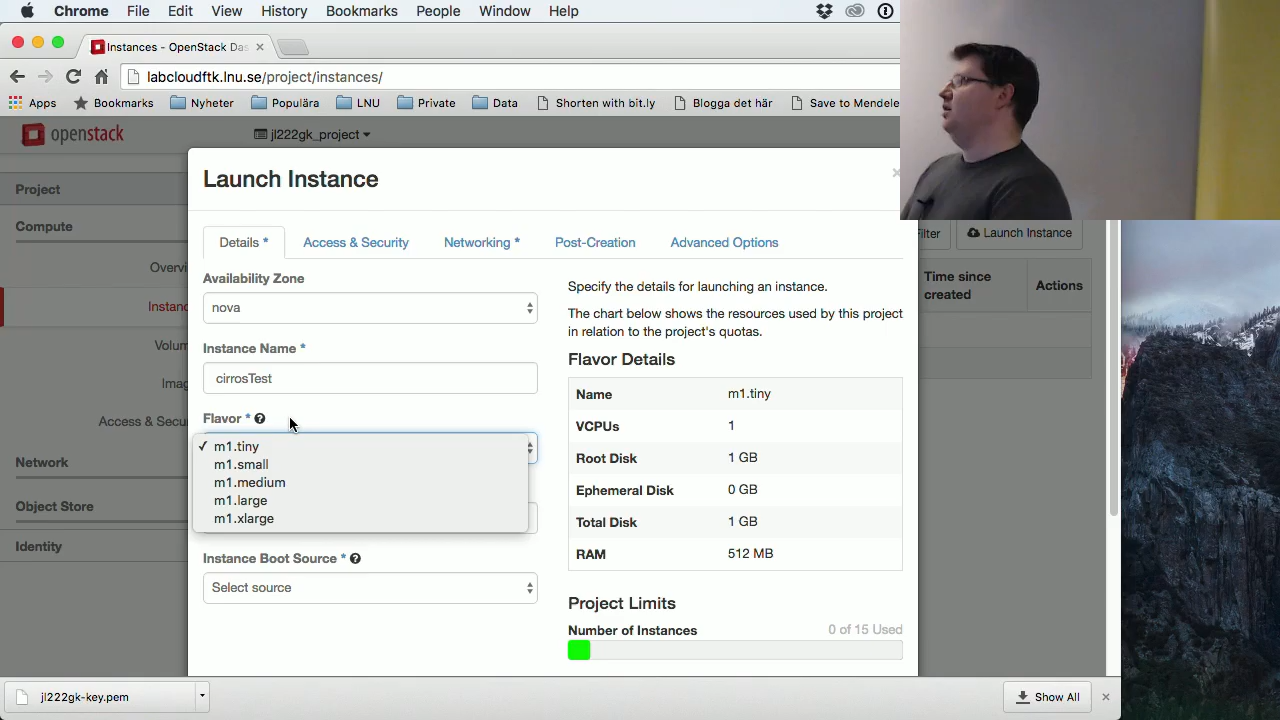 Chrome File Edit View History Bookmarks People Window Help
Instances - OpenStack Das
labcloudftk.lnu.se/project/instances/
Apps Bookmarks Nyheter Populära LNU Private Data Shorten with bit.ly Blogga det här Save to Mendele
openstack jl222gk_project
Project
Compute
Overvi
Instanc
Volum
Imag
Access & Secu
Network
Object Store
Identity
Launch Instance
Details * Access & Security Networking * Post-Creation Advanced Options
Availability Zone
nova
Instance Name *
cirrosTest
Flavor *
m1.tiny
m1.small
m1.medium
m1.large
m1.xlarge
Instance Boot Source *
Select source
Specify the details for launching an instance.
The chart below shows the resources used by this project
in relation to the project's quotas.
Flavor Details
Name m1.tiny
VCPUs 1
Root Disk 1 GB
Ephemeral Disk 0 GB
Total Disk 1 GB
RAM 512 MB
Project Limits
Number of Instances 0 of 15 Used
ilter Launch Instance
Time since
created
Actions
jl222gk-key.pem
Show All